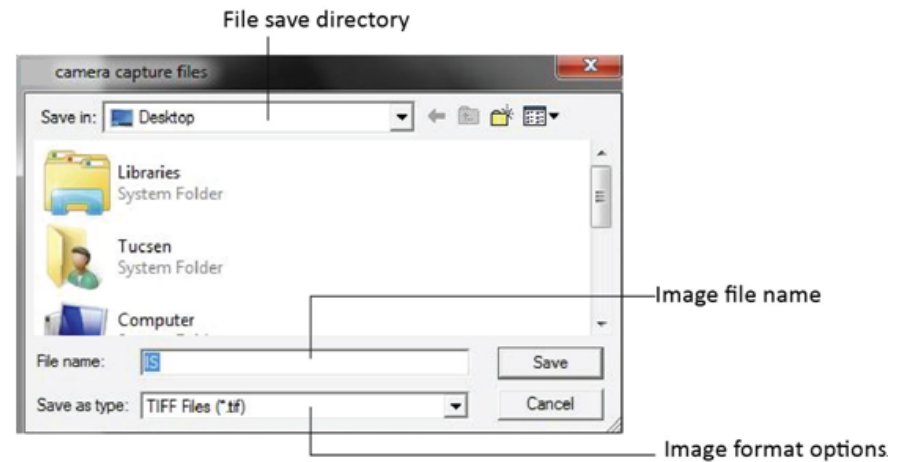 File save directory
camera capture files
Save in: Desktop
Libraries
System Folder
Tucsen
System Folder
Computer
Image file name
File name: IS Save
Save as type: TIFF Files (*.tif) Cancel
Image format options